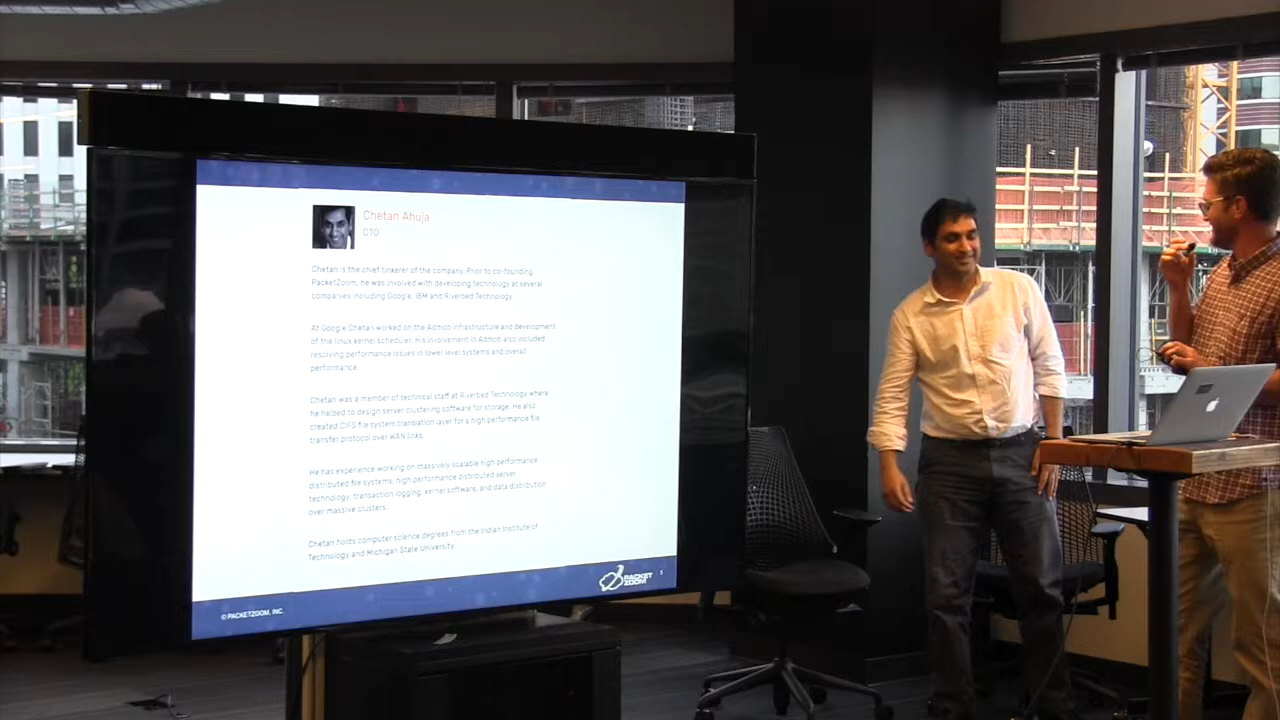 Chetan Ahuja
CTO
Chetan is the chief tinkerer of the company. Prior to co-founding
PacketZoom, he was involved with developing technology at several
companies including Google, IBM and Riverbed Technology.
At Google Chetan worked on the Admob infrastructure and development
of the linux kernel scheduler. His involvement in Admob also included
resolving performance issues in lower level systems and overall
performance.
Chetan was a member of technical staff at Riverbed Technology where
he helped to design server clustering software for storage. He also
created CIFS file system translation layer for a high performance file
transfer protocol over WAN links.
He has experience working on massively scalable high performance
distributed file systems, high performance distributed server
technology, transaction logging, kernel software, and data distribution
over massive clusters.
Chetan holds computer science degrees from the Indian Institute of
Technology and Michigan State University.
PACKET
ZOOM
© PACKETZOOM, INC.